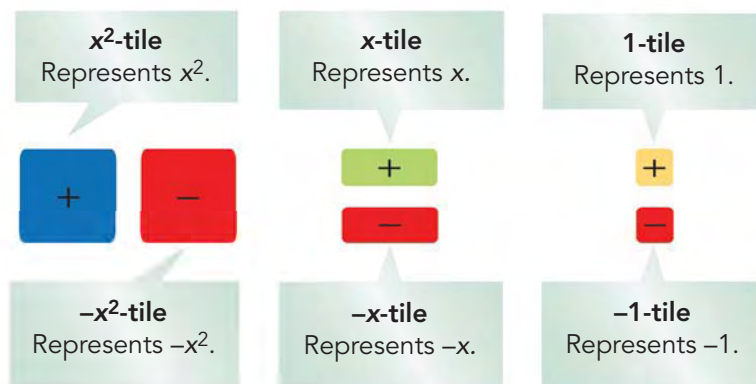 x²-tile
Represents x².
x-tile
Represents x.
1-tile
Represents 1.
+
−
+
−
+
−
−x²-tile
Represents −x².
−x-tile
Represents −x.
−1-tile
Represents −1.